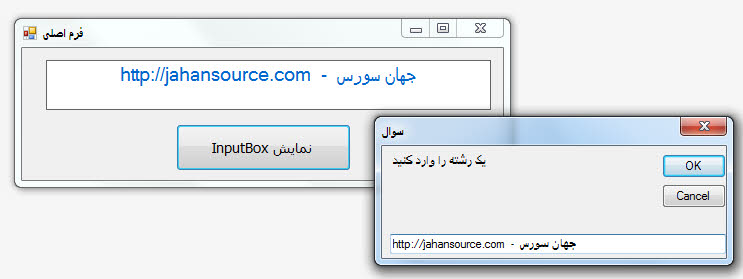 فرم اصلی
http://jahansource.com - جهان سورس
نمایش InputBox
سوال
یک رشته را وارد کنید
OK
Cancel
http://jahansource.com - جهان سورس